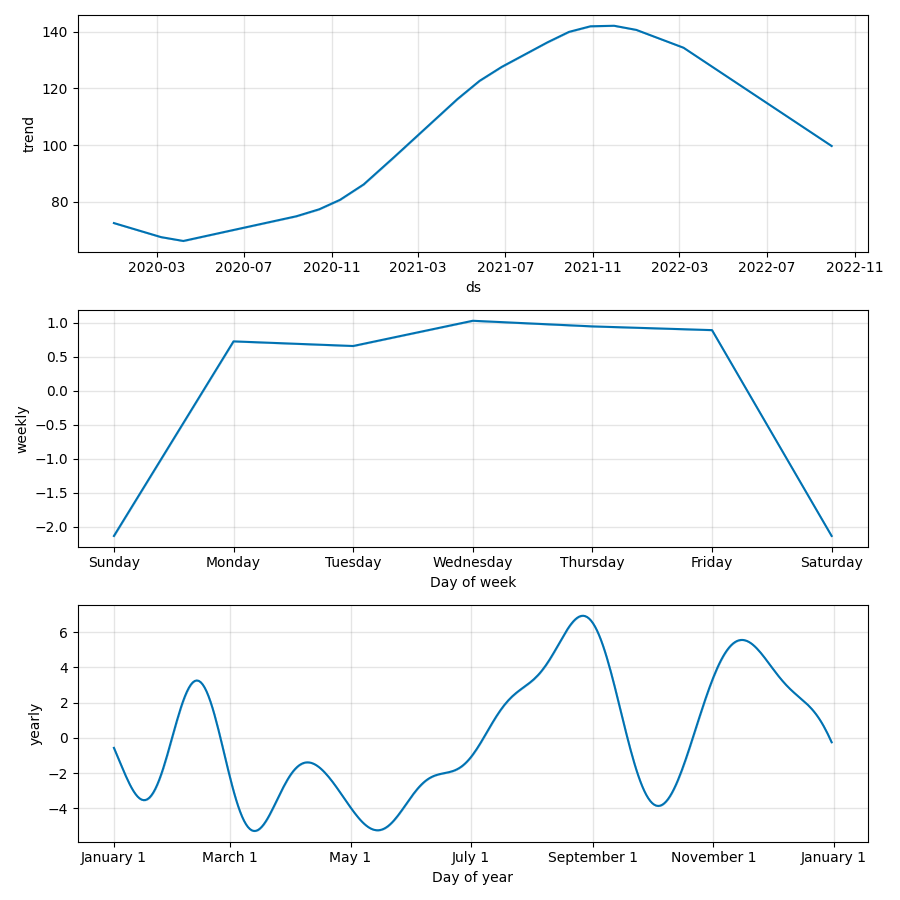 140
120
100
80
trend
2020-03 2020-07 2020-11 2021-03 2021-07 2021-11 2022-03 2022-07 2022-11
ds
1.0
0.5
0.0
−0.5
−1.0
−1.5
−2.0
weekly
Sunday Monday Tuesday Wednesday Thursday Friday Saturday
Day of week
6
4
2
0
−2
−4
yearly
January 1 March 1 May 1 July 1 September 1 November 1 January 1
Day of year